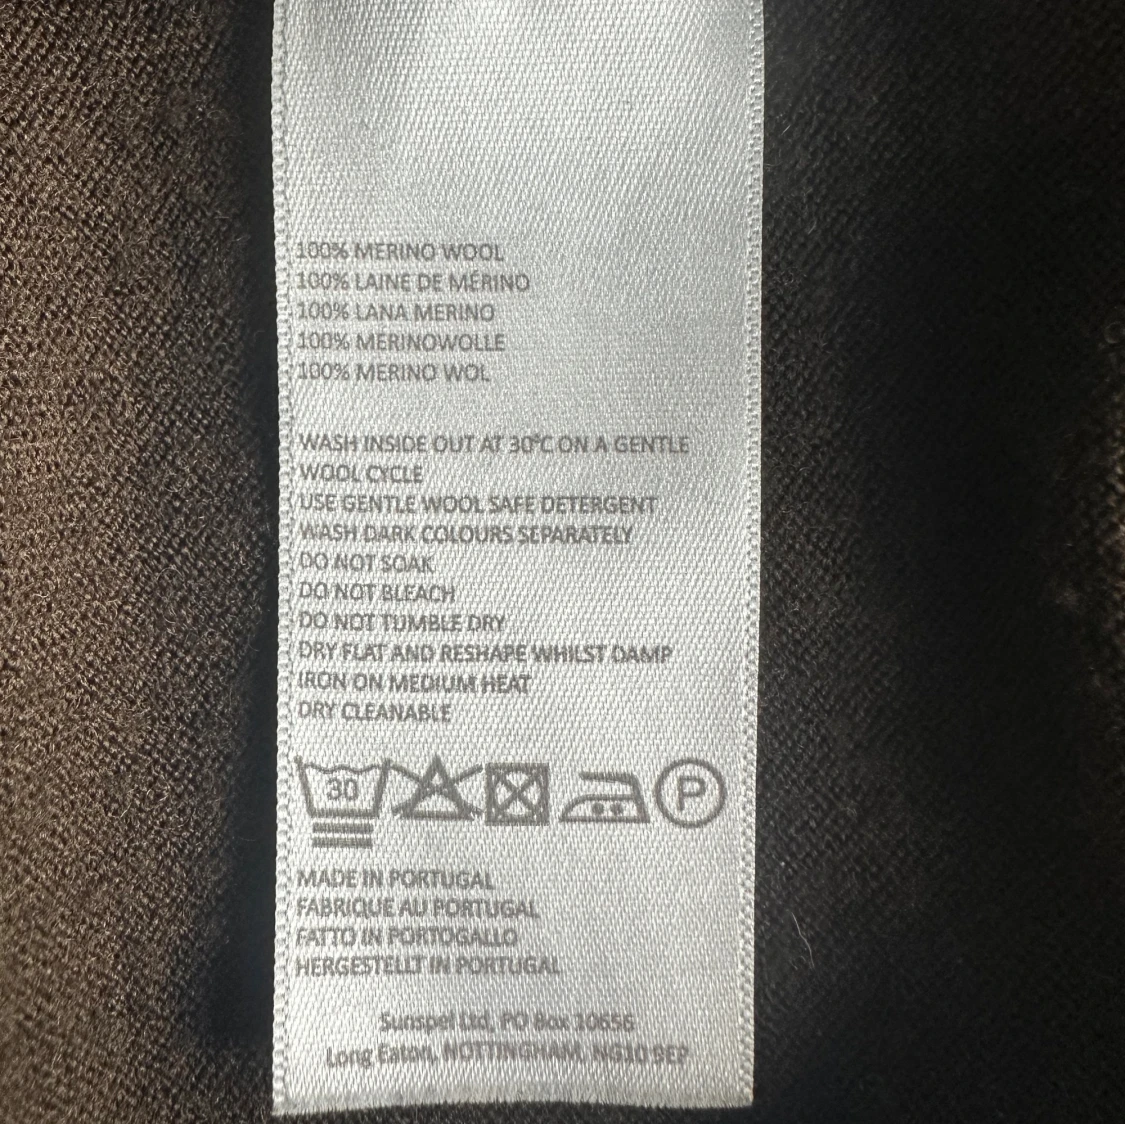 100% MERINO WOOL
100% LAINE DE MÉRINO
100% LANA MERINO
100% MERINOWOLLE
100% MERINO WOL
WASH INSIDE OUT AT 30°C ON A GENTLE
WOOL CYCLE
USE GENTLE WOOL SAFE DETERGENT
WASH DARK COLOURS SEPARATELY
DO NOT SOAK
DO NOT BLEACH
DO NOT TUMBLE DRY
DRY FLAT AND RESHAPE WHILST DAMP
IRON ON MEDIUM HEAT
DRY CLEANABLE
30 P
MADE IN PORTUGAL
FABRIQUE AU PORTUGAL
FATTO IN PORTOGALLO
HERGESTELLT IN PORTUGAL
Sunspel Ltd, PO Box 10656
Long Eaton, NOTTINGHAM, NG10